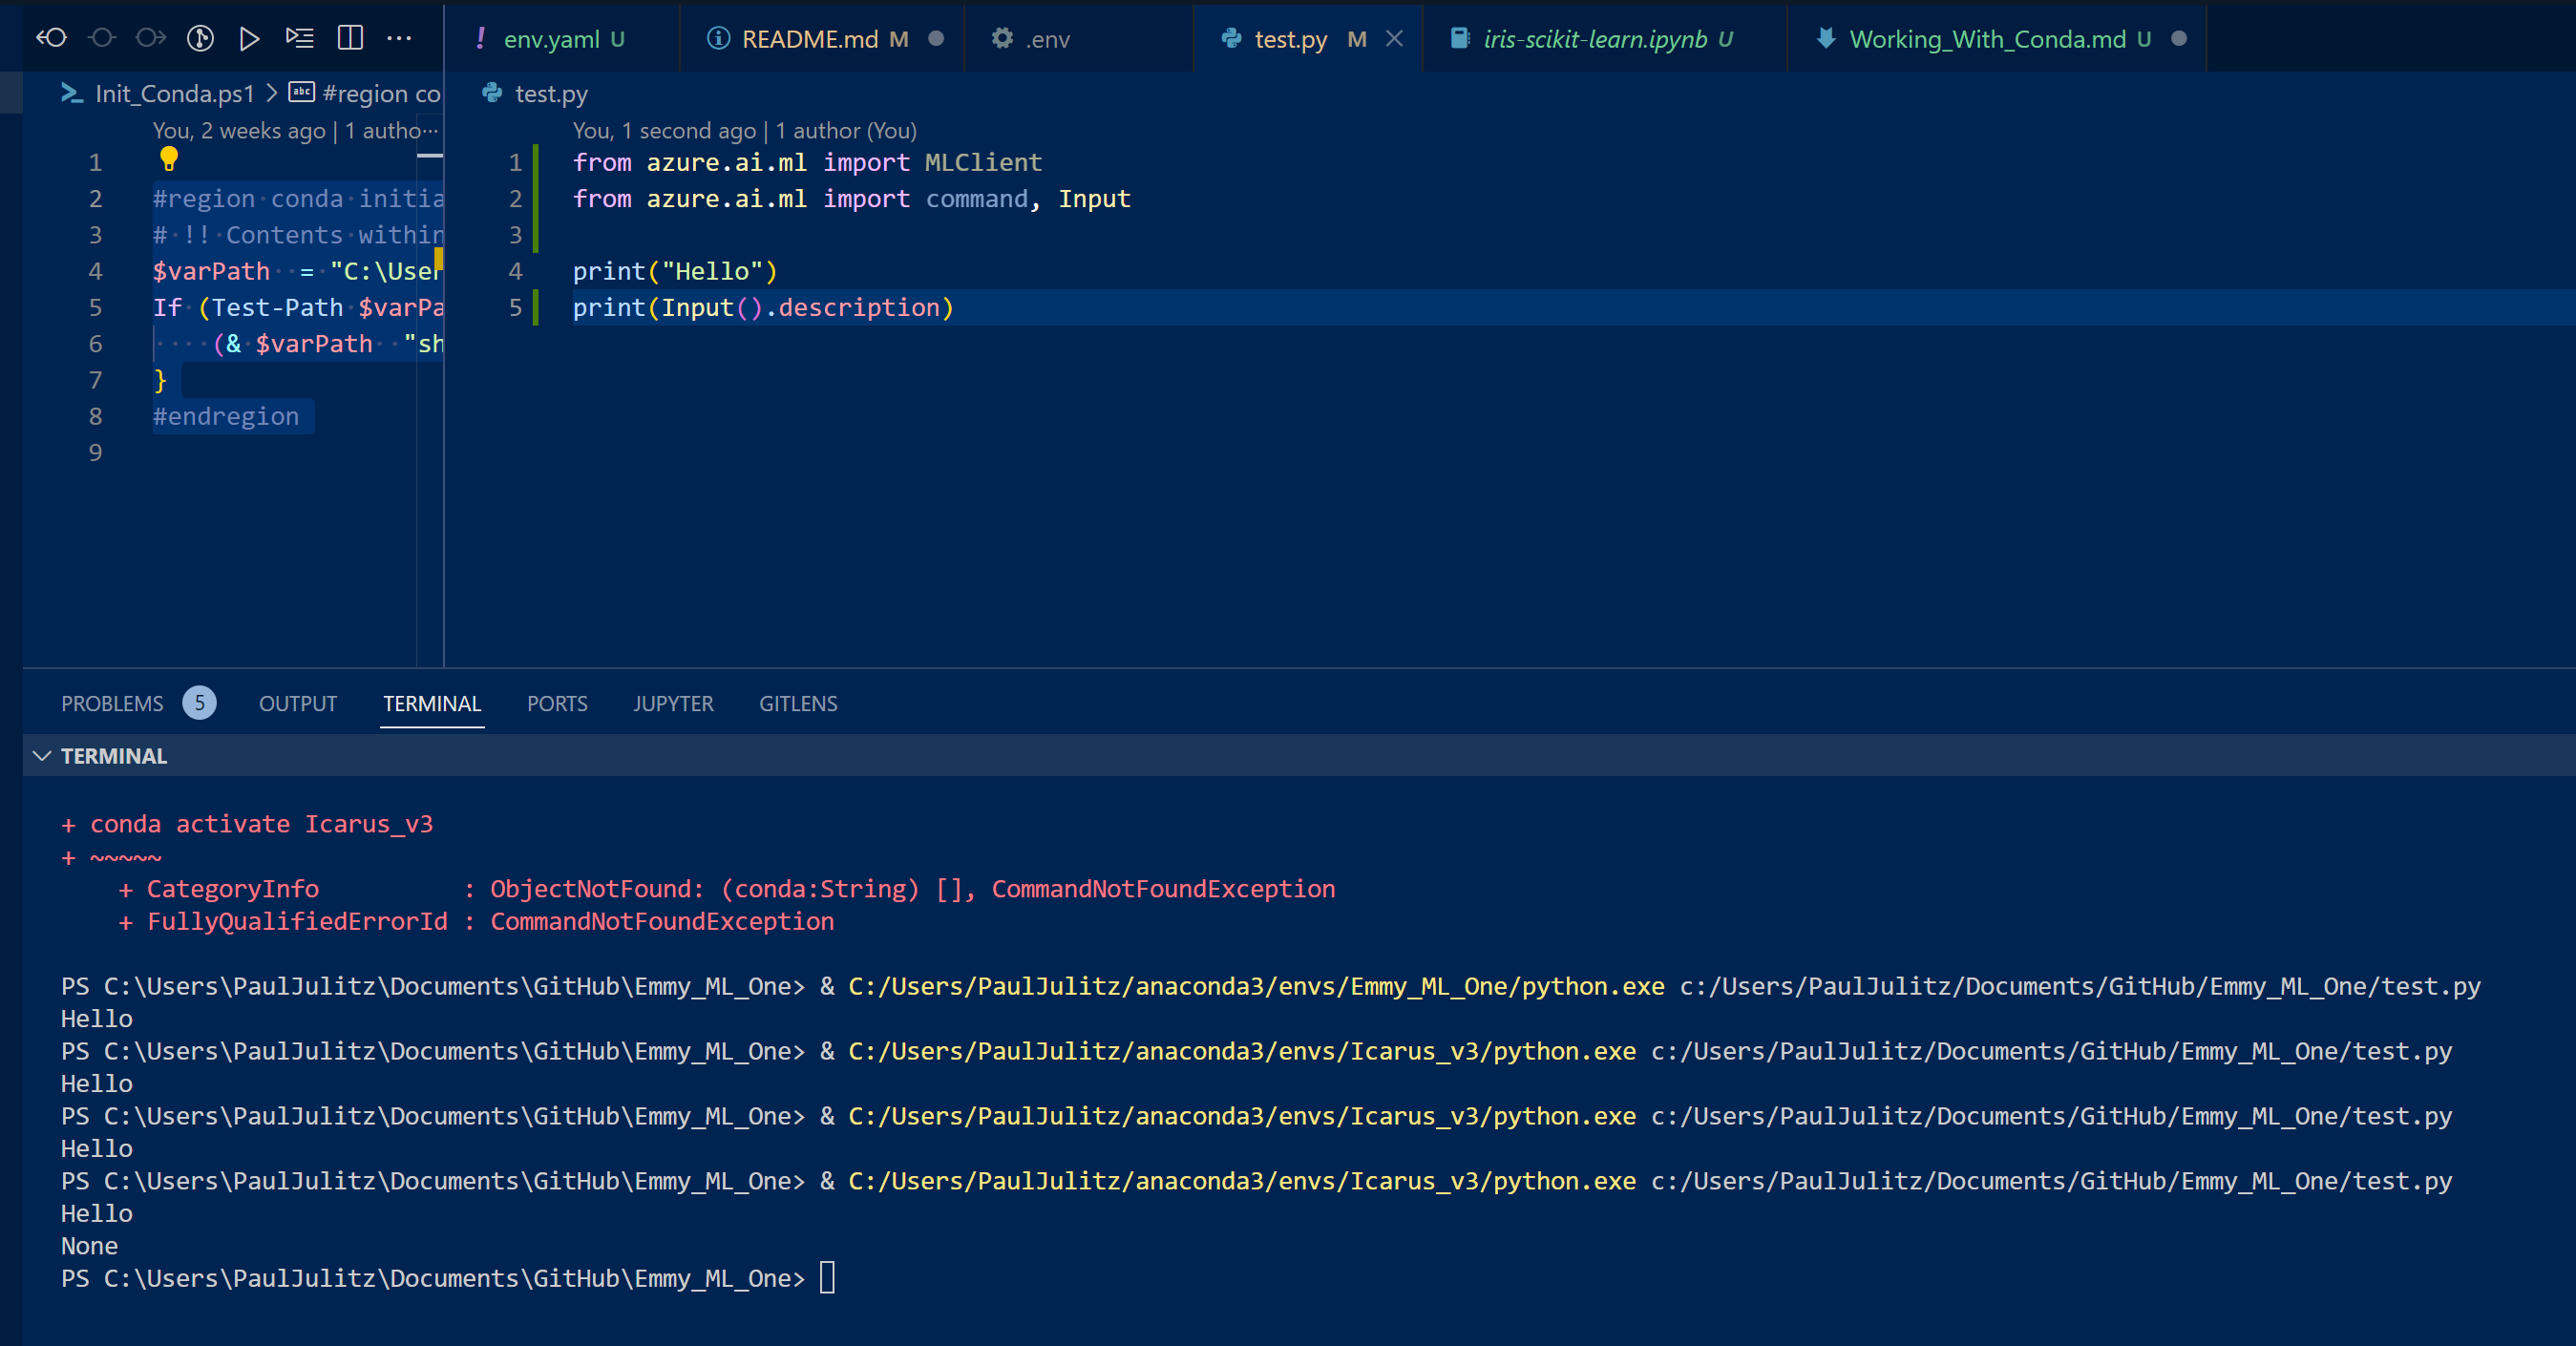 env.yaml U
README.md M
.env
test.py M
iris-scikit-learn.ipynb U
Working_With_Conda.md U
Init_Conda.ps1 > abc #region co
You, 2 weeks ago | 1 autho···
1
2 #region conda initia
3 # !! Contents within
4 $varPath = "C:\User
5 If (Test-Path $varPa
6 (& $varPath "sh
7 }
8 #endregion
9
test.py
You, 1 second ago | 1 author (You)
1 from azure.ai.ml import MLClient
2 from azure.ai.ml import command, Input
3
4 print("Hello")
5 print(Input().description)
PROBLEMS 5 OUTPUT TERMINAL PORTS JUPYTER GITLENS
TERMINAL
+ conda activate Icarus_v3
+ ~~~~~
+ CategoryInfo : ObjectNotFound: (conda:String) [], CommandNotFoundException
+ FullyQualifiedErrorId : CommandNotFoundException
PS C:\Users\PaulJulitz\Documents\GitHub\Emmy_ML_One> & C:/Users/PaulJulitz/anaconda3/envs/Emmy_ML_One/python.exe c:/Users/PaulJulitz/Documents/GitHub/Emmy_ML_One/test.py
Hello
PS C:\Users\PaulJulitz\Documents\GitHub\Emmy_ML_One> & C:/Users/PaulJulitz/anaconda3/envs/Icarus_v3/python.exe c:/Users/PaulJulitz/Documents/GitHub/Emmy_ML_One/test.py
Hello
PS C:\Users\PaulJulitz\Documents\GitHub\Emmy_ML_One> & C:/Users/PaulJulitz/anaconda3/envs/Icarus_v3/python.exe c:/Users/PaulJulitz/Documents/GitHub/Emmy_ML_One/test.py
Hello
PS C:\Users\PaulJulitz\Documents\GitHub\Emmy_ML_One> & C:/Users/PaulJulitz/anaconda3/envs/Icarus_v3/python.exe c:/Users/PaulJulitz/Documents/GitHub/Emmy_ML_One/test.py
Hello
None
PS C:\Users\PaulJulitz\Documents\GitHub\Emmy_ML_One>